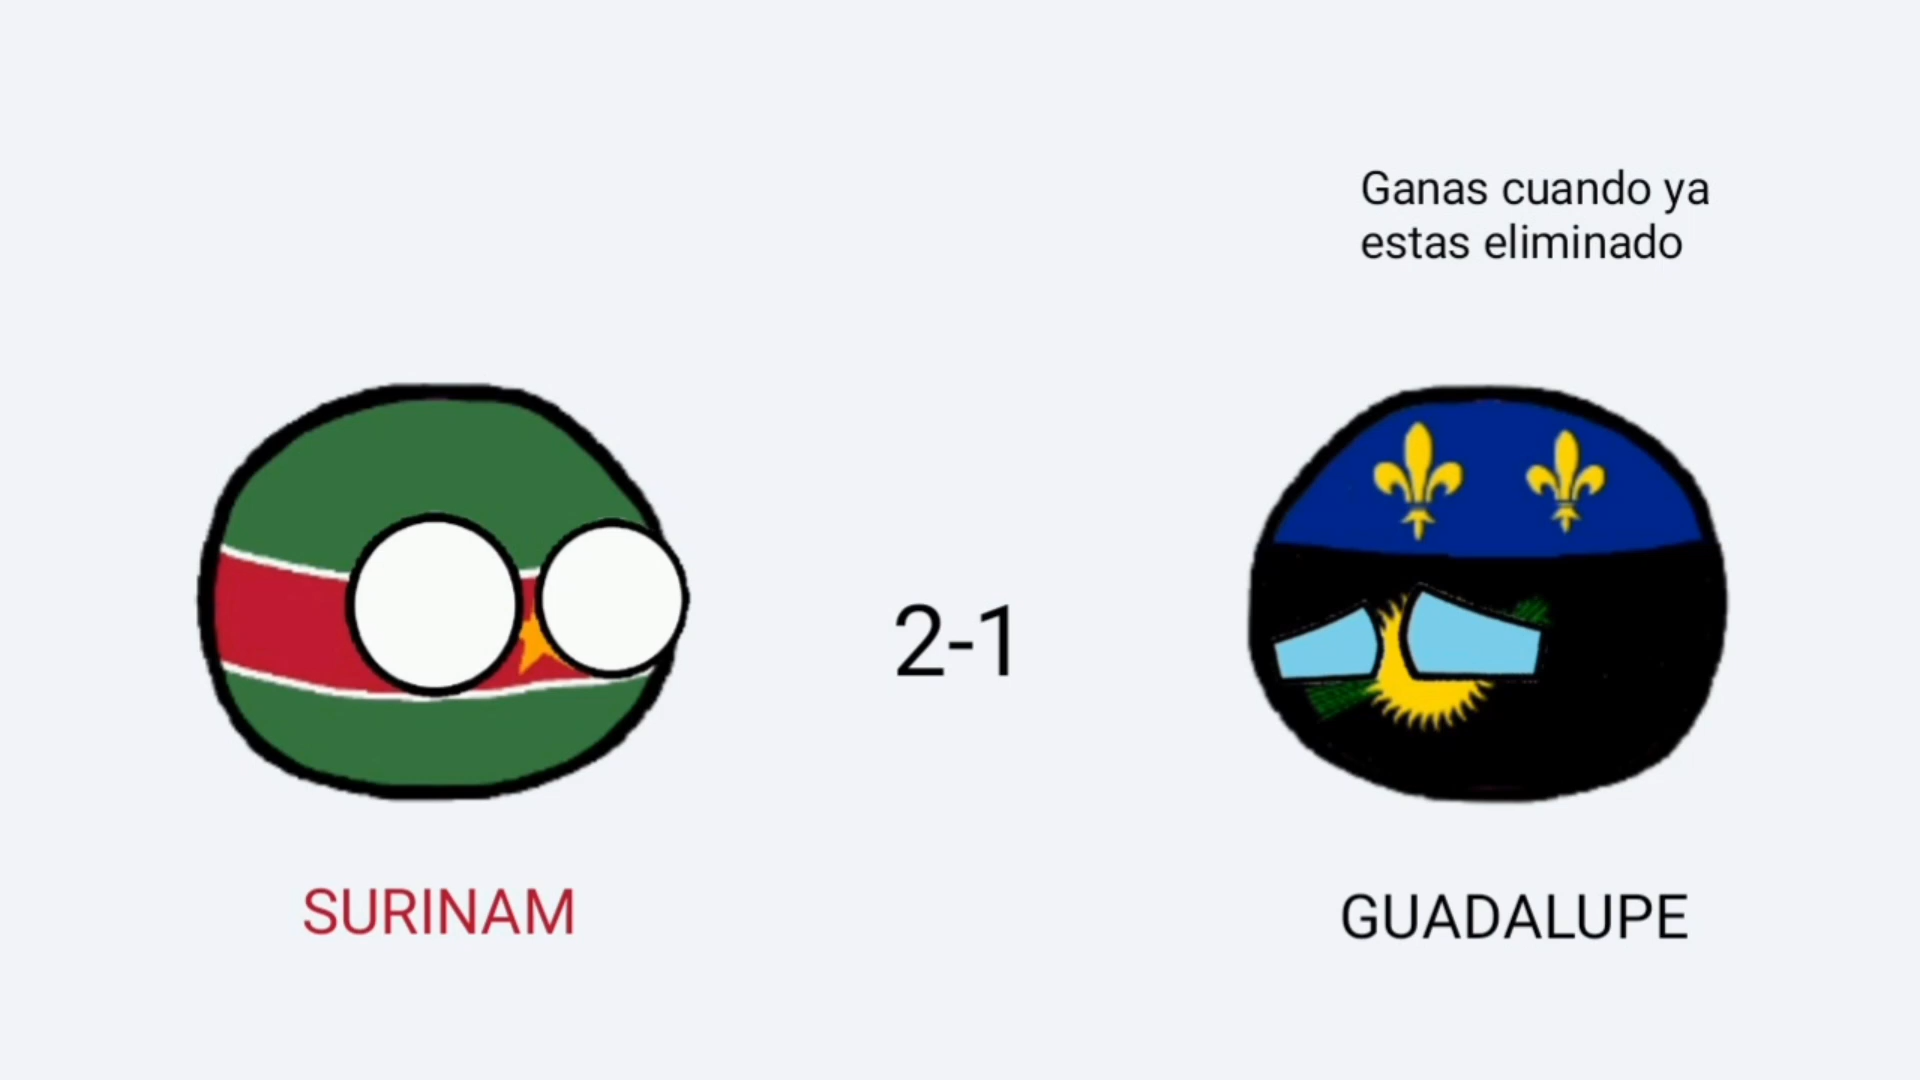 Ganas cuando ya
estas eliminado
2-1
SURINAM
GUADALUPE